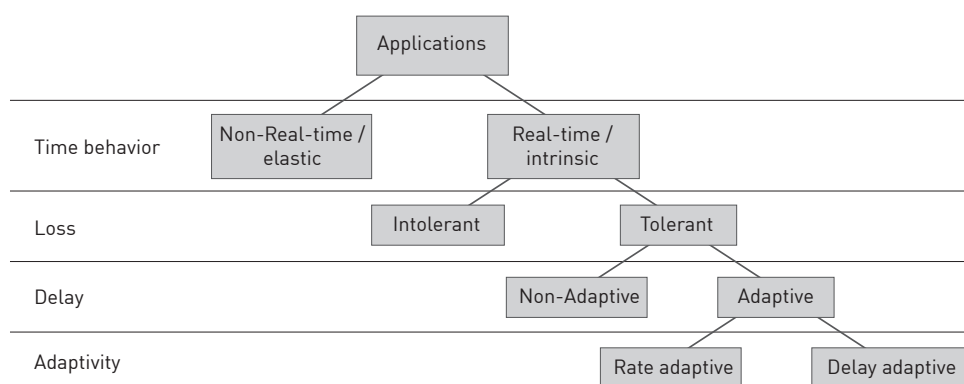 Applications
Time behavior
Non-Real-time /
elastic
Real-time /
intrinsic
Loss
Intolerant
Tolerant
Delay
Non-Adaptive
Adaptive
Adaptivity
Rate adaptive
Delay adaptive